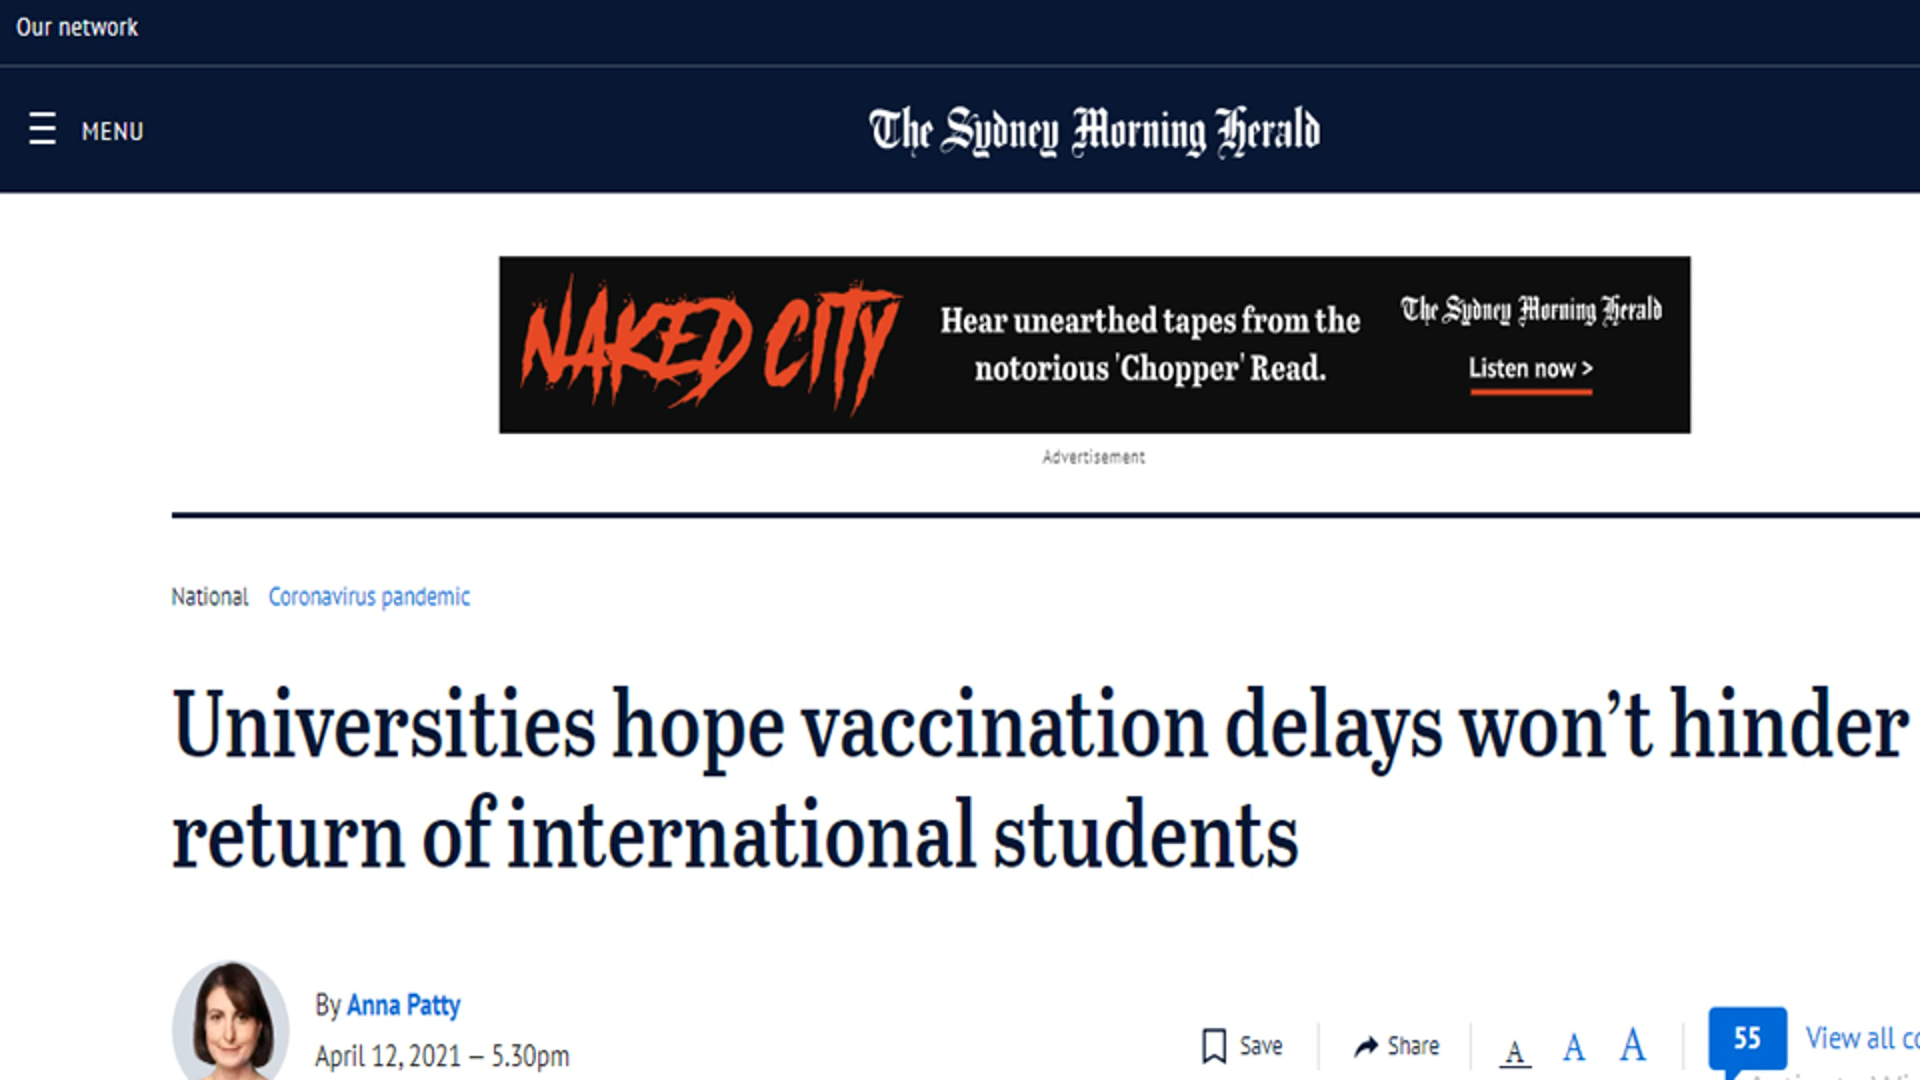 Our network
MENU
The Sydney Morning Herald
NAKED CITY
Hear unearthed tapes from the
notorious 'Chopper' Read.
The Sydney Morning Herald
Listen now >
Advertisement
National Coronavirus pandemic
Universities hope vaccination delays won't hinder
return of international students
By Anna Patty
April 12, 2021 – 5.30pm
Save
Share
A A A
55
View all